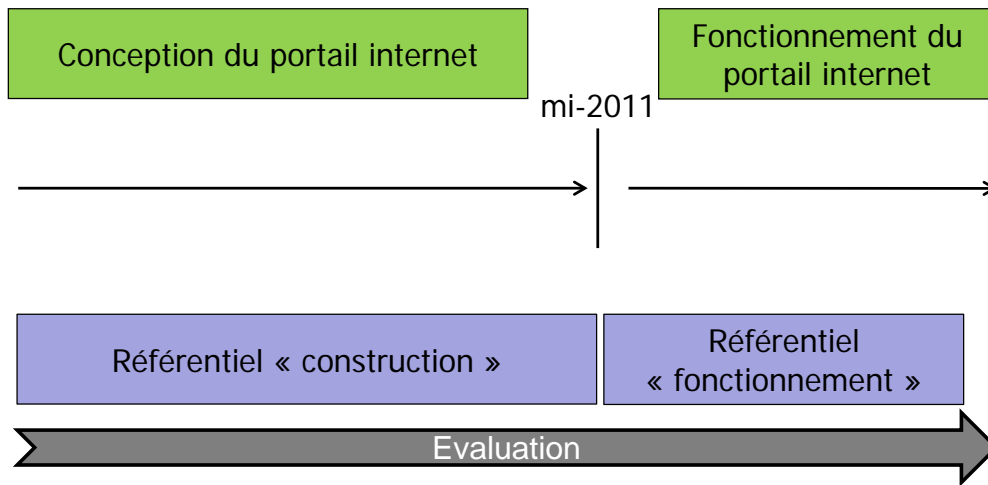 Conception du portail internet
Fonctionnement du
portail internet
mi-2011
Référentiel « construction »
Référentiel
« fonctionnement »
Evaluation